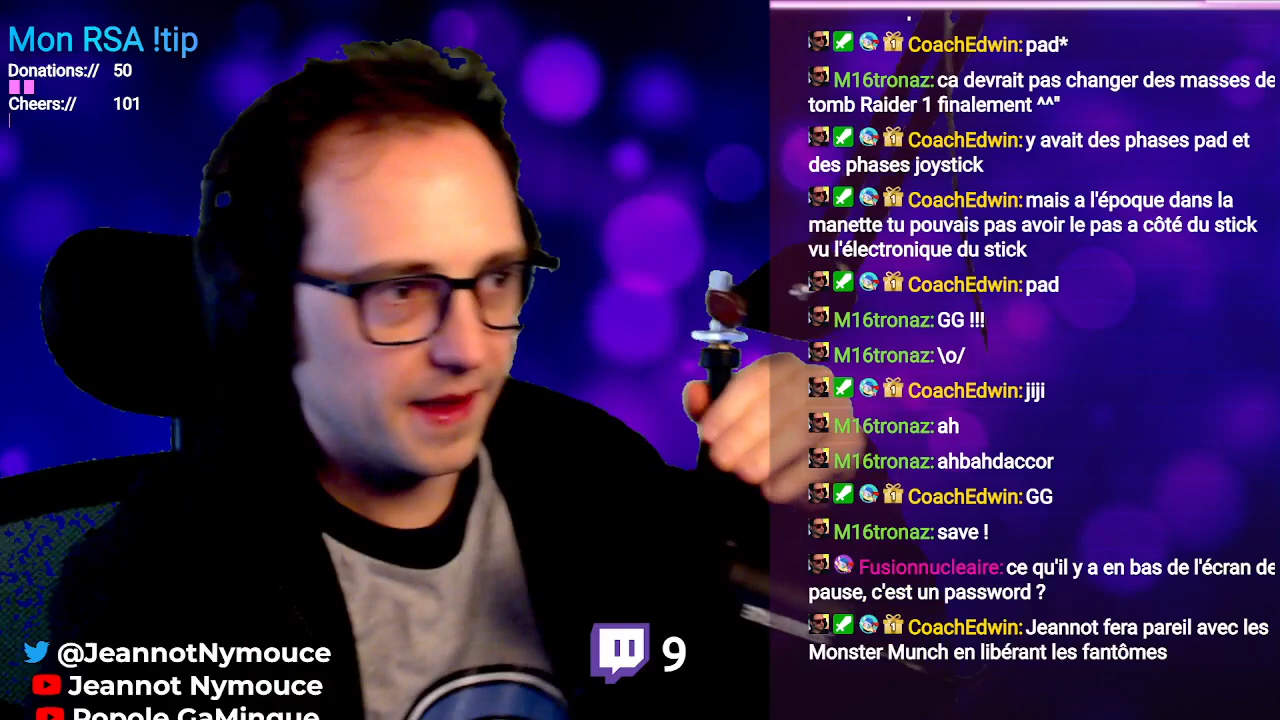 Mon RSA !tip
Donations:// 50
Cheers:// 101
@JeannotNymouce
Jeannot Nymouce
Popole GaMingue
9
CoachEdwin: pad*
M16tronaz: ca devrait pas changer des masses de
tomb Raider 1 finalement ^^"
CoachEdwin: y avait des phases pad et
des phases joystick
CoachEdwin: mais a l'époque dans la
manette tu pouvais pas avoir le pas a côté du stick
vu l'électronique du stick
CoachEdwin: pad
M16tronaz: GG !!!
M16tronaz: \o/
CoachEdwin: jiji
M16tronaz: ah
M16tronaz: ahbahdaccor
CoachEdwin: GG
M16tronaz: save !
Fusionnucleaire: ce qu'il y a en bas de l'écran de
pause, c'est un password ?
CoachEdwin: Jeannot fera pareil avec les
Monster Munch en libérant les fantômes